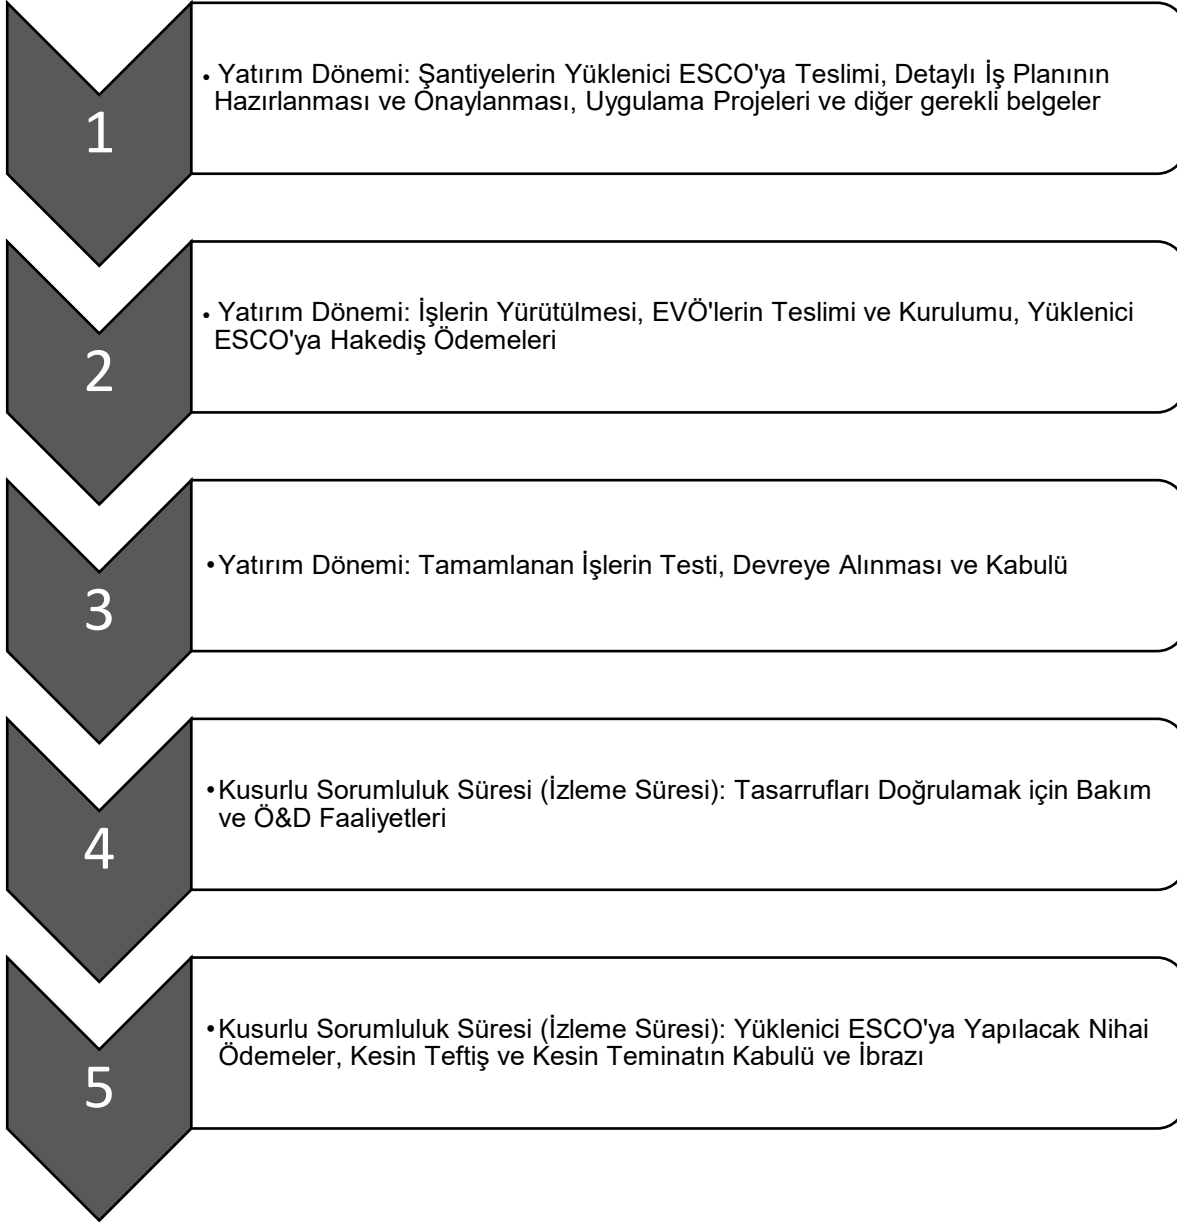 1
• Yatırım Dönemi: Şantiyelerin Yüklenici ESCO'ya Teslimi, Detaylı İş Planının
Hazırlanması ve Onaylanması, Uygulama Projeleri ve diğer gerekli belgeler
2
• Yatırım Dönemi: İşlerin Yürütülmesi, EVÖ'lerin Teslimi ve Kurulumu, Yüklenici
ESCO'ya Hakediş Ödemeleri
3
•Yatırım Dönemi: Tamamlanan İşlerin Testi, Devreye Alınması ve Kabulü
4
•Kusurlu Sorumluluk Süresi (İzleme Süresi): Tasarrufları Doğrulamak için Bakım
ve Ö&D Faaliyetleri
5
•Kusurlu Sorumluluk Süresi (İzleme Süresi): Yüklenici ESCO'ya Yapılacak Nihai
Ödemeler, Kesin Teftiş ve Kesin Teminatın Kabulü ve İbrazı